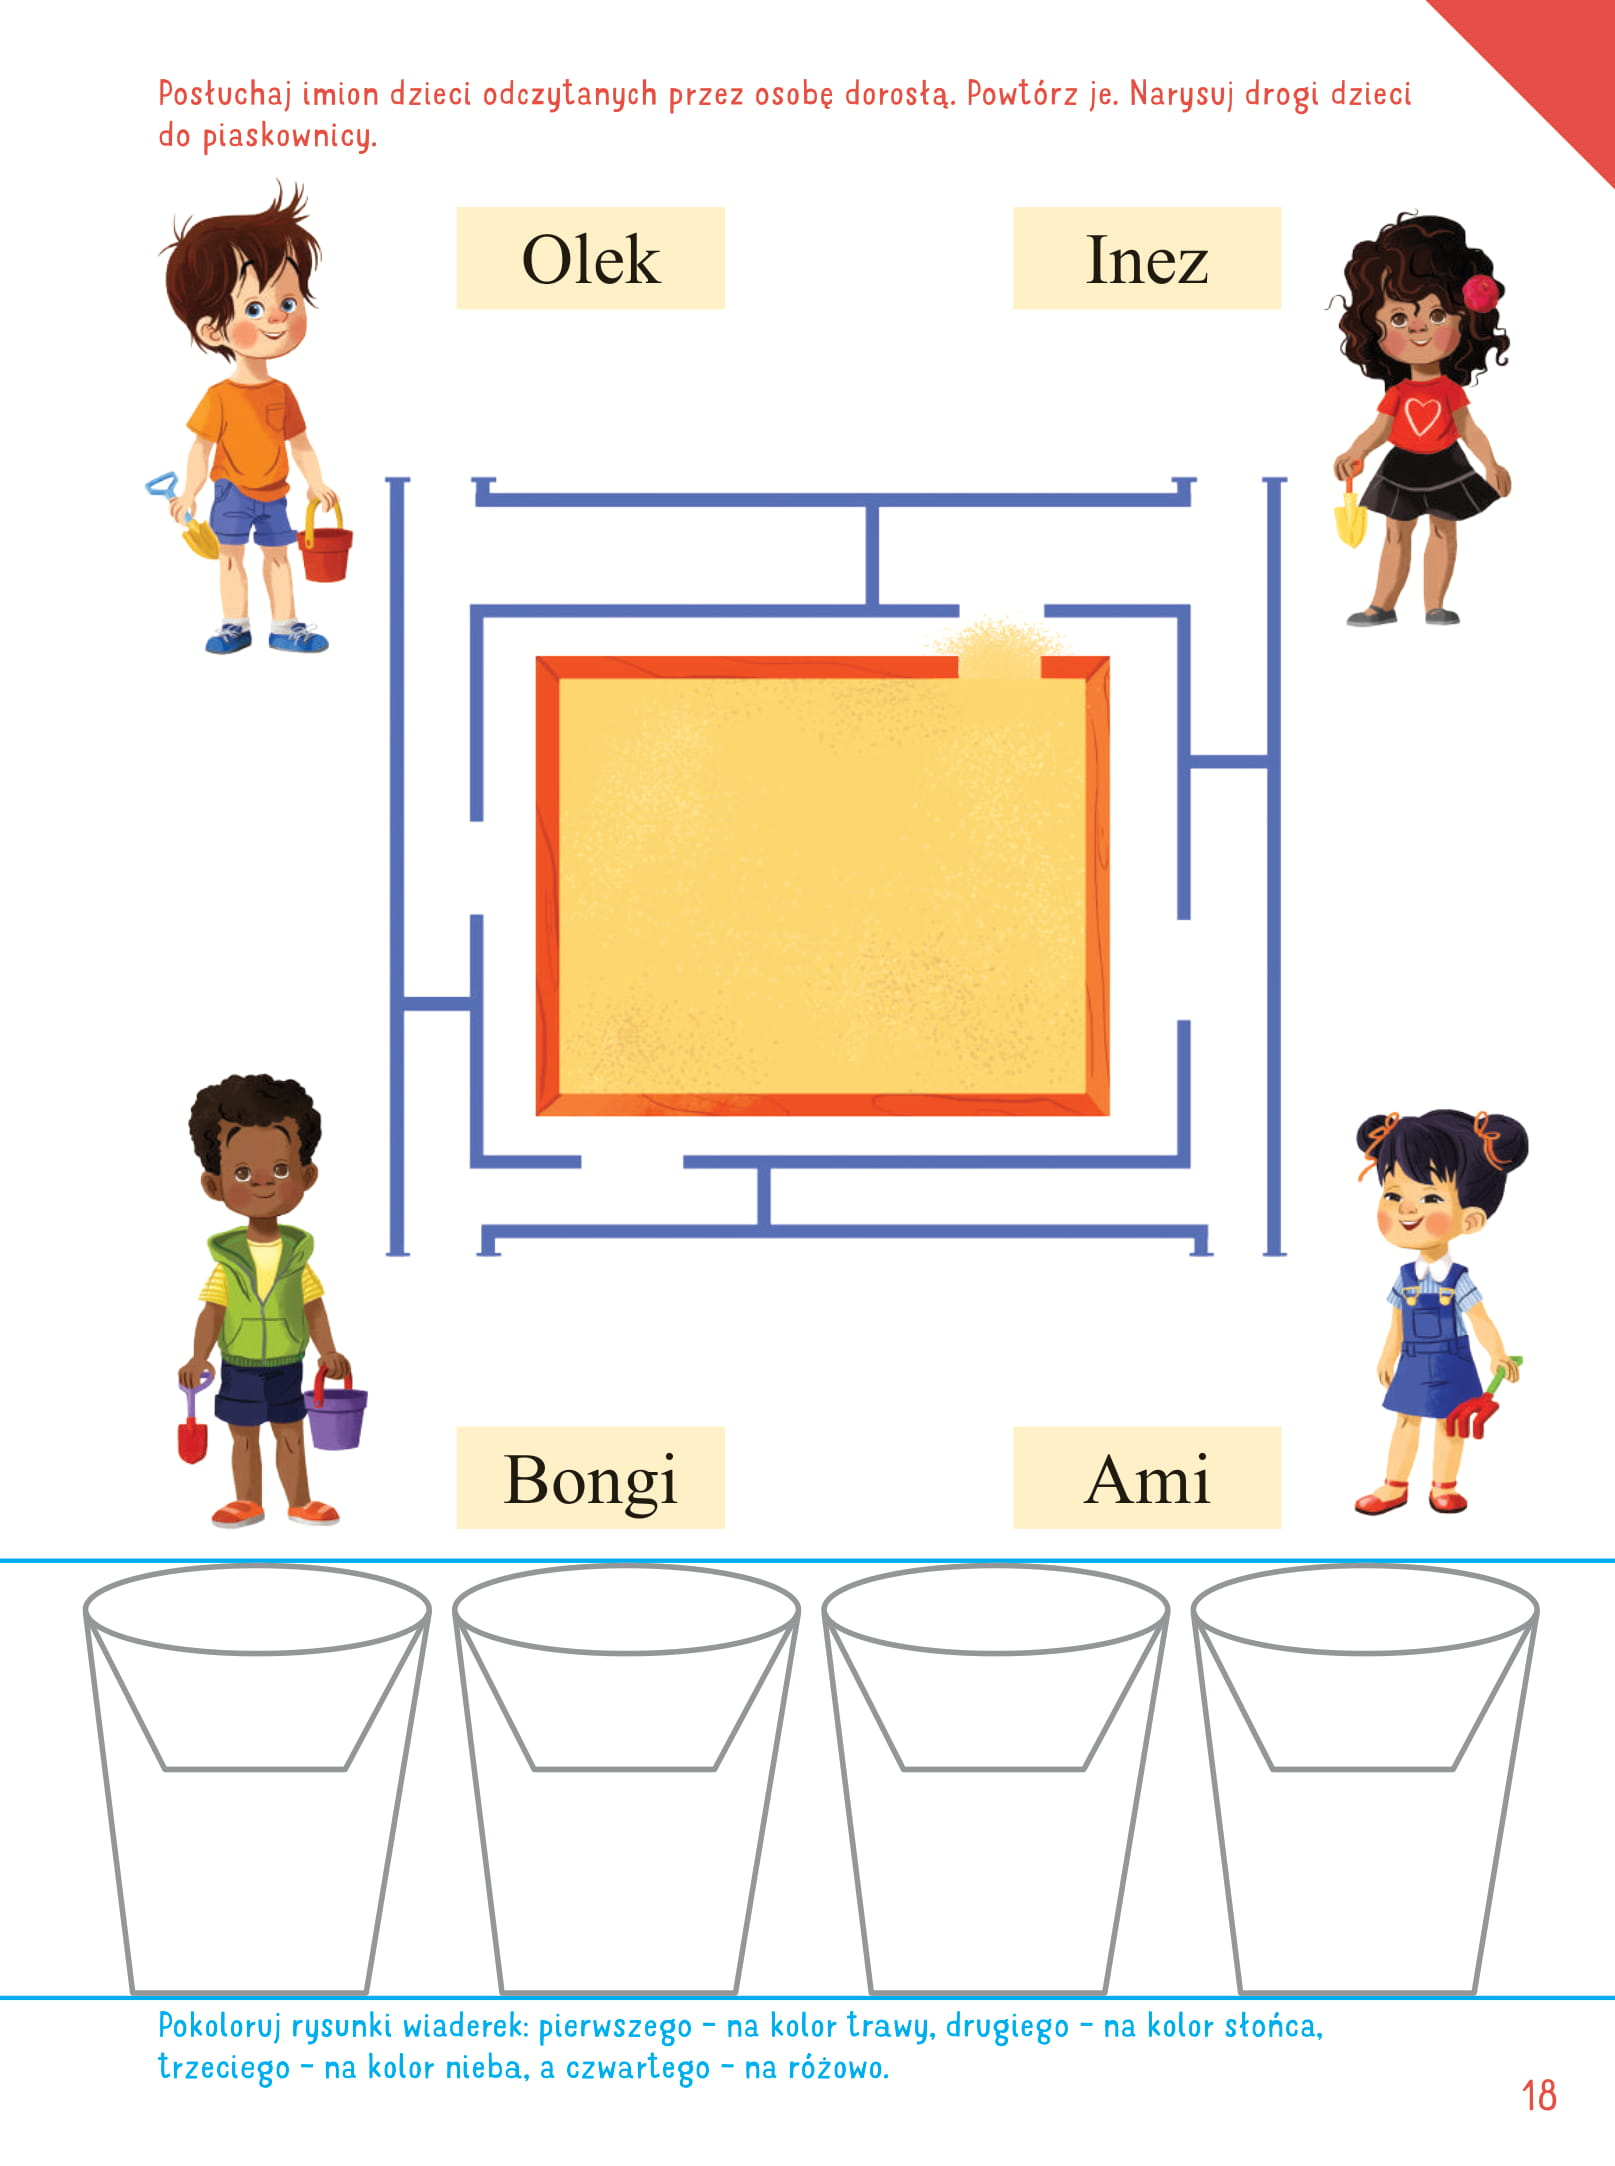 Posłuchaj imion dzieci odczytanych przez osobę dorosłą. Powtórz je. Narysuj drogi dzieci
do piaskownicy.
Olek
Inez
Bongi
Ami
Pokoloruj rysunki wiaderek: pierwszego – na kolor trawy, drugiego – na kolor słońca,
trzeciego – na kolor nieba, a czwartego – na różowo.
18